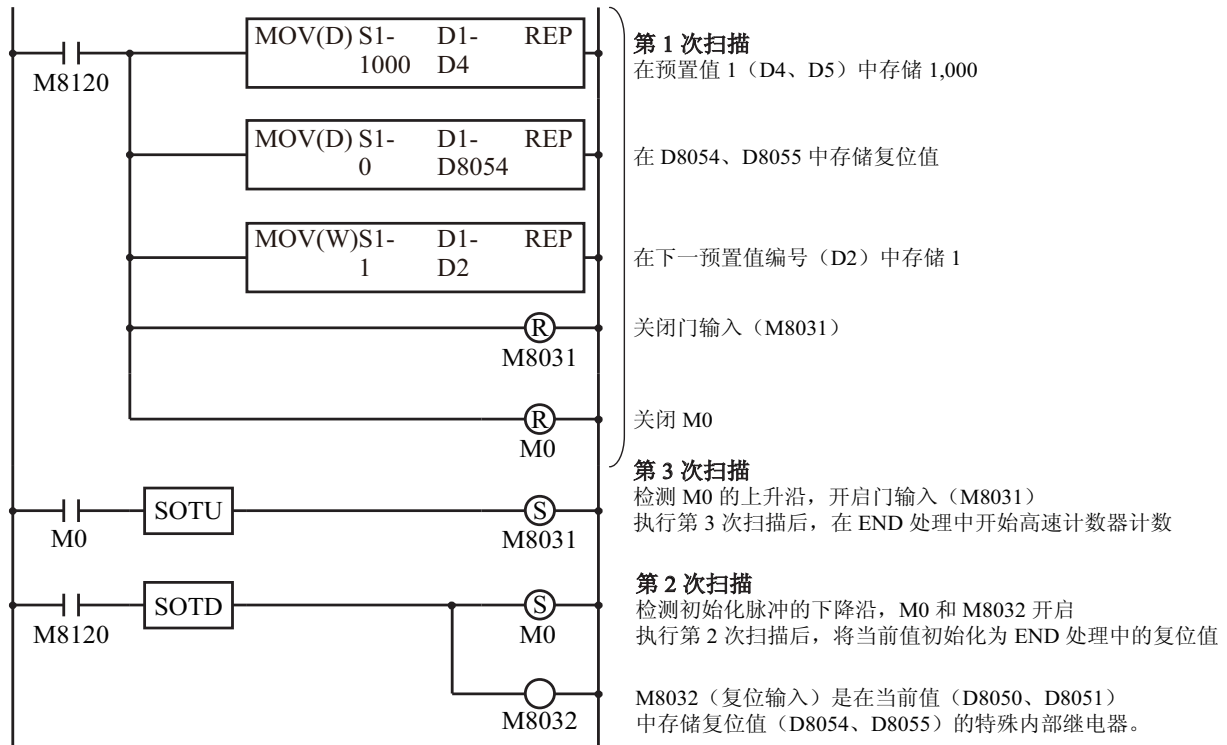 MOV(D) S1- D1- REP
1000 D4
M8120
第 1 次扫描
在预置值 1（D4、D5）中存储 1,000
MOV(D) S1- D1- REP
0 D8054
在 D8054、D8055 中存储复位值
MOV(W)S1- D1- REP
1 D2
在下一预置值编号（D2）中存储 1
R
M8031
关闭门输入（M8031）
R
M0
关闭 M0
M0
SOTU
S
M8031
第 3 次扫描
检测 M0 的上升沿，开启门输入（M8031）
执行第 3 次扫描后，在 END 处理中开始高速计数器计数
M8120
SOTD
S
M0
第 2 次扫描
检测初始化脉冲的下降沿，M0 和 M8032 开启
执行第 2 次扫描后，将当前值初始化为 END 处理中的复位值
M8032
M8032（复位输入）是在当前值（D8050、D8051）
中存储复位值（D8054、D8055）的特殊内部继电器。